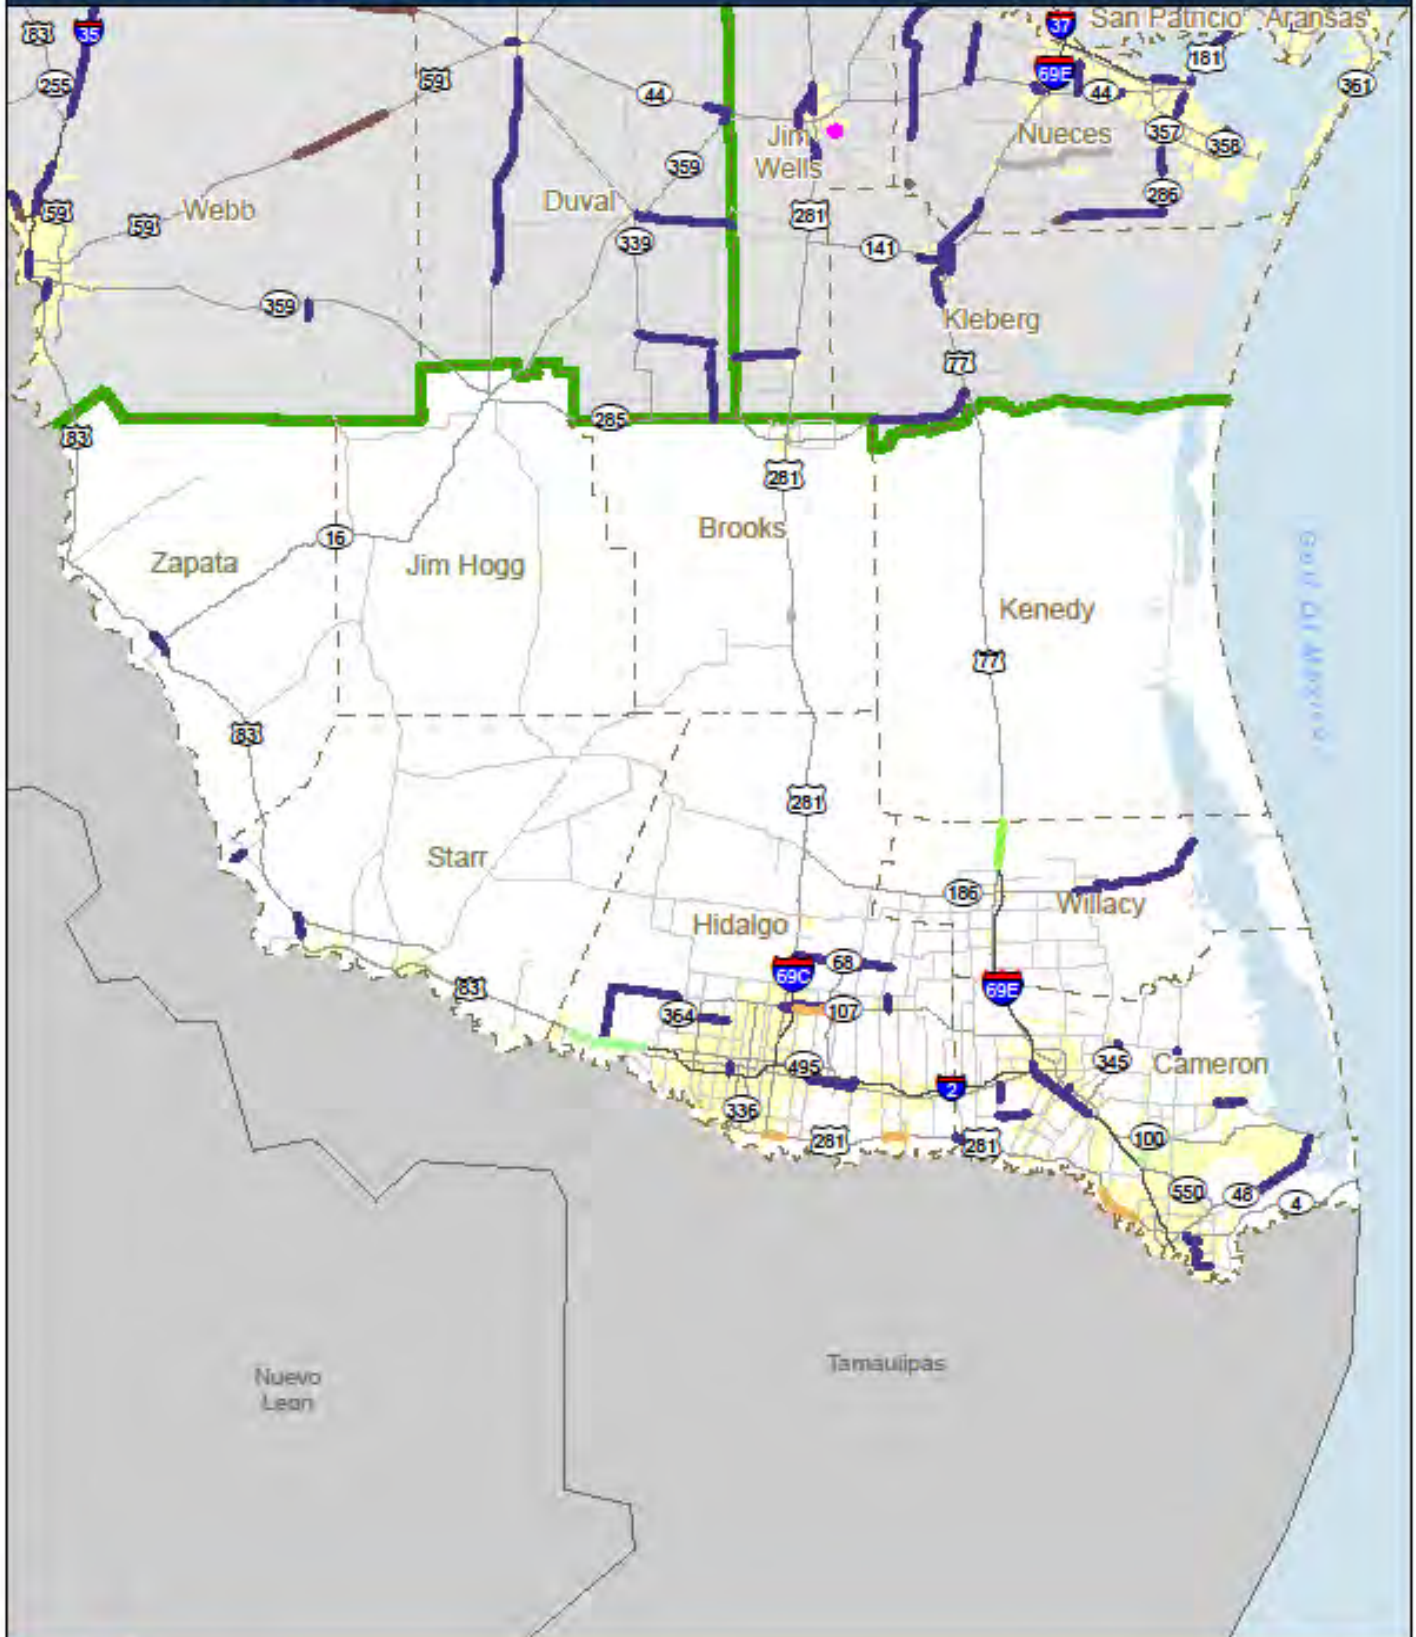 83
35
37
San Patricio
Aransas
181
69E
255
59
44
44
361
Jim
Wells
Nueces
357
358
359
286
59
59
Webb
Duval
281
339
141
359
Kleberg
77
285
83
281
Brooks
16
Zapata
Jim Hogg
Kenedy
Gulf Of Mexico
77
83
281
Starr
186
Willacy
Hidalgo
68
69C
69E
83
364
107
345
Cameron
495
2
336
281
281
100
550
48
4
Tamaulipas
Nuevo
Leon